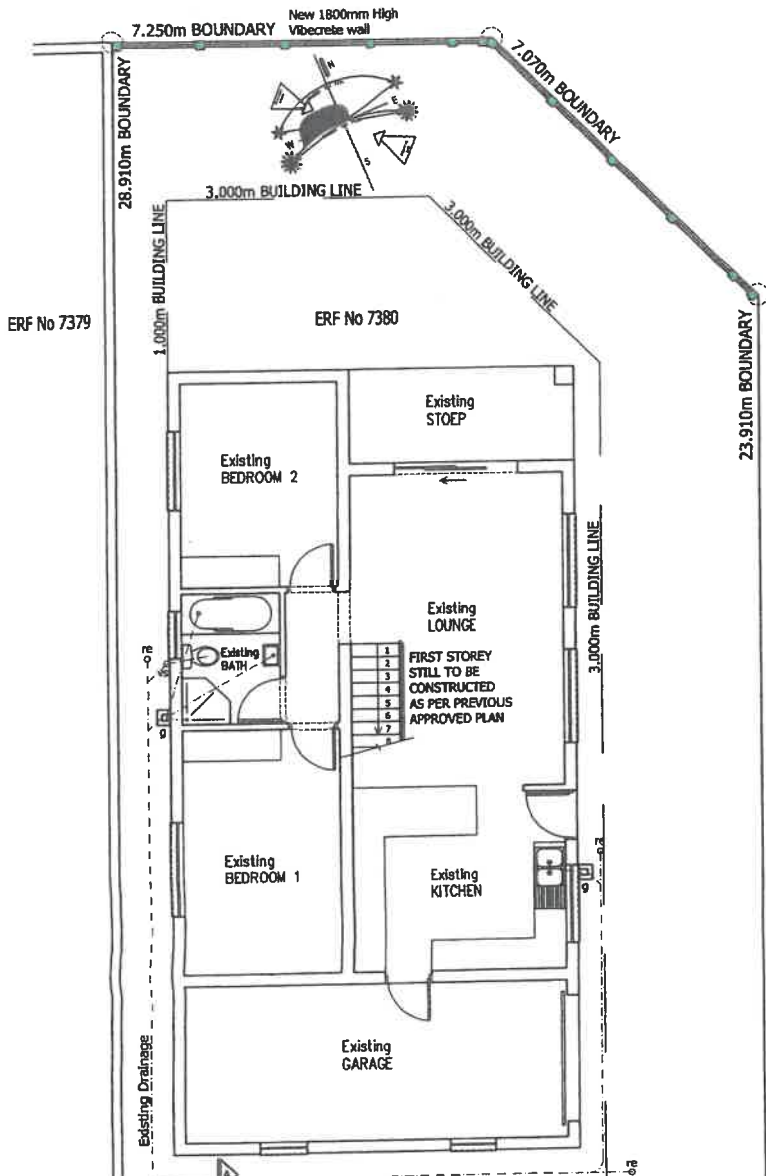 7.250m BOUNDARY
New 1800mm High
Vibecrete wall
7.070m BOUNDARY
28.910m BOUNDARY
N
E
W
S
3.000m BUILDING LINE
3.000m BUILDING LINE
1.000m BUILDING LINE
ERF No 7379
ERF No 7380
23.910m BOUNDARY
Existing
STOEP
Existing
BEDROOM 2
3.000m BUILDING LINE
Existing
LOUNGE
Existing
BATH
re
1
2
3
4
5
6
7
8
FIRST STOREY
STILL TO BE
CONSTRUCTED
AS PER PREVIOUS
APPROVED PLAN
g
Existing
BEDROOM 1
Existing
KITCHEN
re
g
Existing Drainage
Existing
GARAGE
re
A